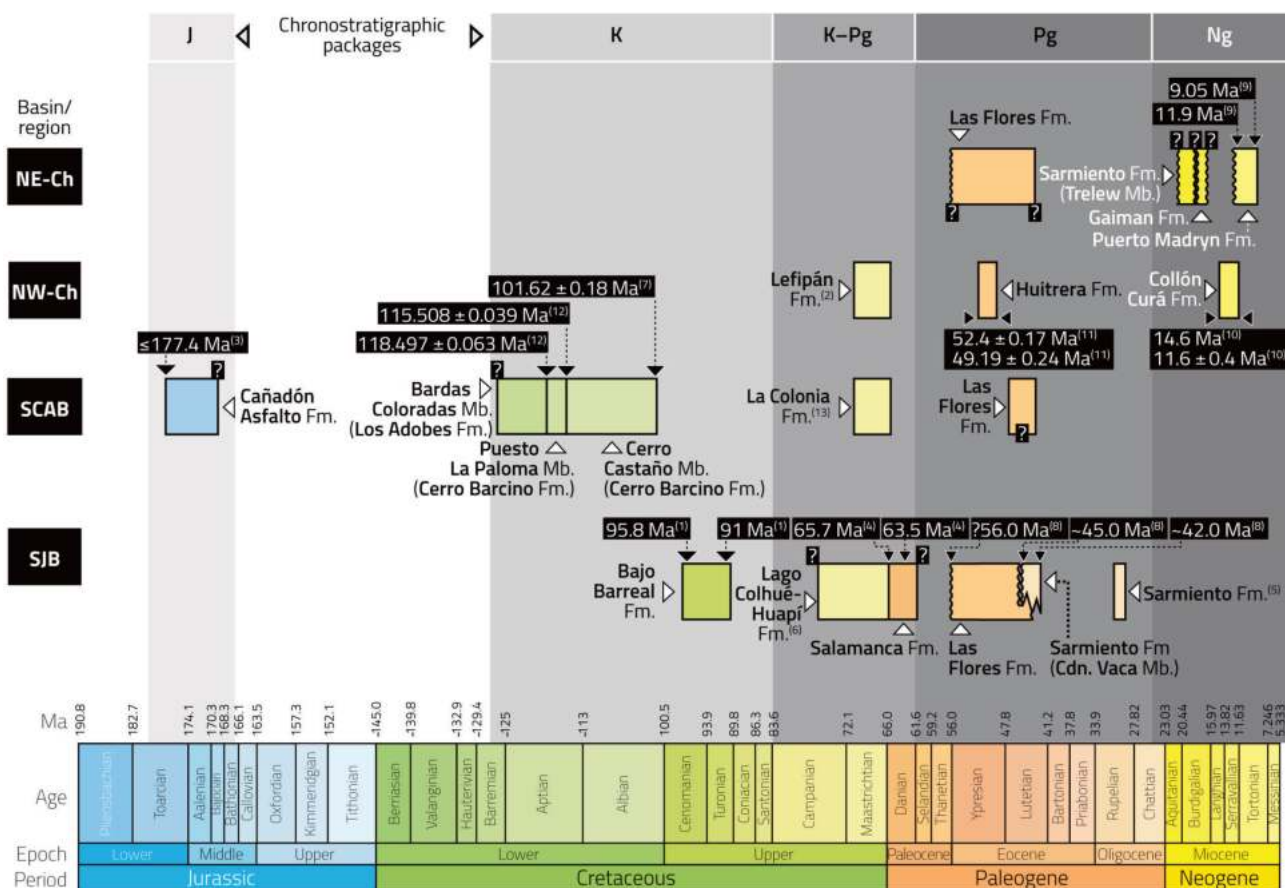 J
Chronostratigraphic
packages
K
K–Pg
Pg
Ng
Basin/
region
NE-Ch
Las Flores Fm.
?
?
9.05 Ma(9)
11.9 Ma(9)
? ? ?
Sarmiento Fm.
(Trelew Mb.)
Gaiman Fm.
Puerto Madryn Fm.
NW-Ch
101.62 ± 0.18 Ma(7)
115.508 ± 0.039 Ma(12)
118.497 ± 0.063 Ma(12)
≤177.4 Ma(3)
Lefipán
Fm.(2)
Huitrera Fm.
52.4 ± 0.17 Ma(11)
49.19 ± 0.24 Ma(11)
Collón
Curá Fm.
14.6 Ma(10)
11.6 ± 0.4 Ma(10)
SCAB
?
Cañadón
Asfalto Fm.
?
Bardas
Coloradas Mb.
(Los Adobes Fm.)
Puesto
La Paloma Mb.
(Cerro Barcino Fm.)
Cerro
Castaño Mb.
(Cerro Barcino Fm.)
La Colonia
Fm.(13)
Las
Flores
Fm.
?
SJB
95.8 Ma(1)
91 Ma(1)
65.7 Ma(4)
63.5 Ma(4)
?56.0 Ma(8)
~45.0 Ma(8)
~42.0 Ma(8)
Bajo
Barreal
Fm.
?
?
Lago
Colhué-
Huapí
Fm.(6)
Salamanca Fm.
Las
Flores Fm.
Sarmiento Fm
(Cdn. Vaca Mb.)
Sarmiento Fm.(5)
Ma
190.8
182.7
174.1
170.3
168.3
166.1
163.5
157.3
152.1
~145.0
~139.8
~132.9
~129.4
~125
~113
100.5
93.9
89.8
86.3
83.6
72.1
66.0
61.6
59.2
56.0
47.8
41.2
37.8
33.9
27.82
23.03
20.44
15.97
13.82
11.63
7.246
5.333
Age
Pliensbachian
Toarcian
Aalenian
Bajocian
Bathonian
Callovian
Oxfordian
Kimmeridgian
Tithonian
Berriasian
Valanginian
Hauterivian
Barremian
Aptian
Albian
Cenomanian
Turonian
Coniacian
Santonian
Campanian
Maastrichtian
Danian
Selandian
Thanetian
Ypresian
Lutetian
Bartonian
Priabonian
Rupelian
Chattian
Aquitanian
Burdigalian
Langhian
Serravalian
Tortonian
Messinian
Epoch
Lower
Middle
Upper
Lower
Upper
Paleocene
Eocene
Oligocene
Miocene
Period
Jurassic
Cretaceous
Paleogene
Neogene